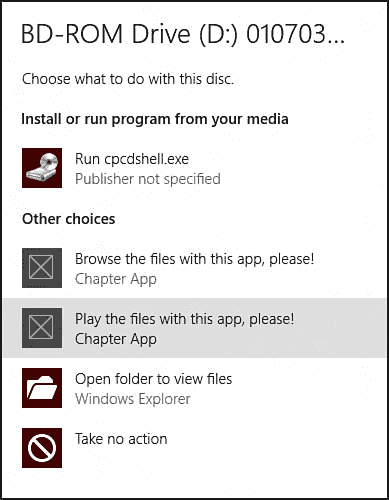 BD-ROM Drive (D:) 010703...
Choose what to do with this disc.
Install or run program from your media
Run cpcdshell.exe
Publisher not specified
Other choices
Browse the files with this app, please!
Chapter App
Play the files with this app, please!
Chapter App
Open folder to view files
Windows Explorer
Take no action